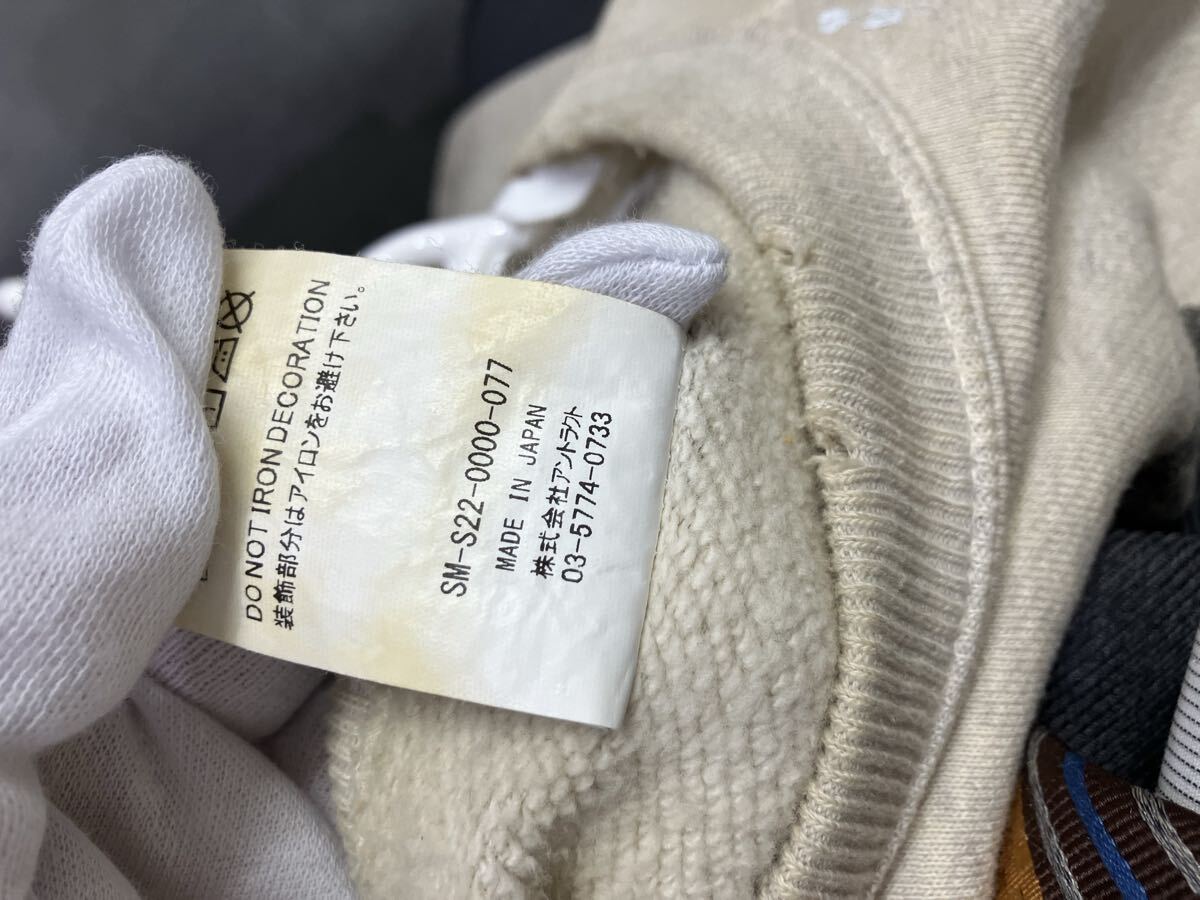 DO NOT IRON DECORATION
装飾部分はアイロンをお避け下さい。
SM-S22-0000-077
MADE IN JAPAN
株式会社アントラクト
03-5774-0733